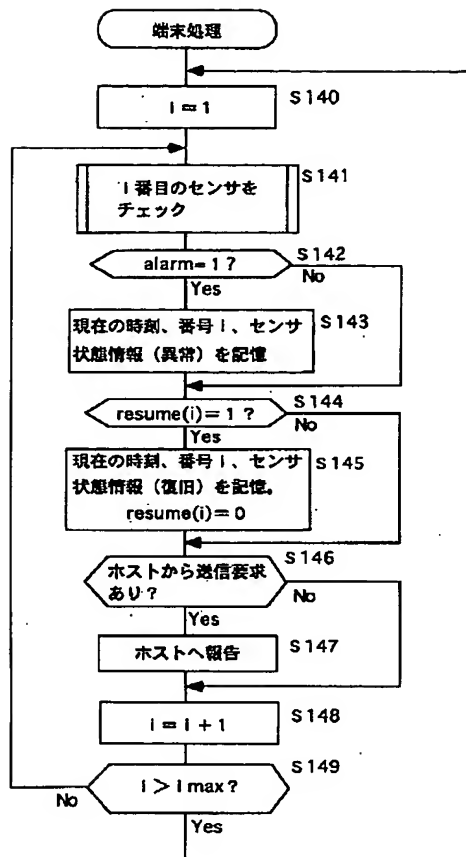 端末処理
i = 1
S140
i 番目のセンサを
チェック
S141
alarm=1 ?
S142
No
Yes
現在の時刻、番号 i 、センサ
状態情報（異常）を記憶
S143
resume(i)=1 ?
S144
No
Yes
現在の時刻、番号 i 、センサ
状態情報（復旧）を記憶。
resume(i)=0
S145
ホストから送信要求
あり？
S146
No
Yes
ホストへ報告
S147
i = i + 1
S148
i > i max ?
S149
No
Yes